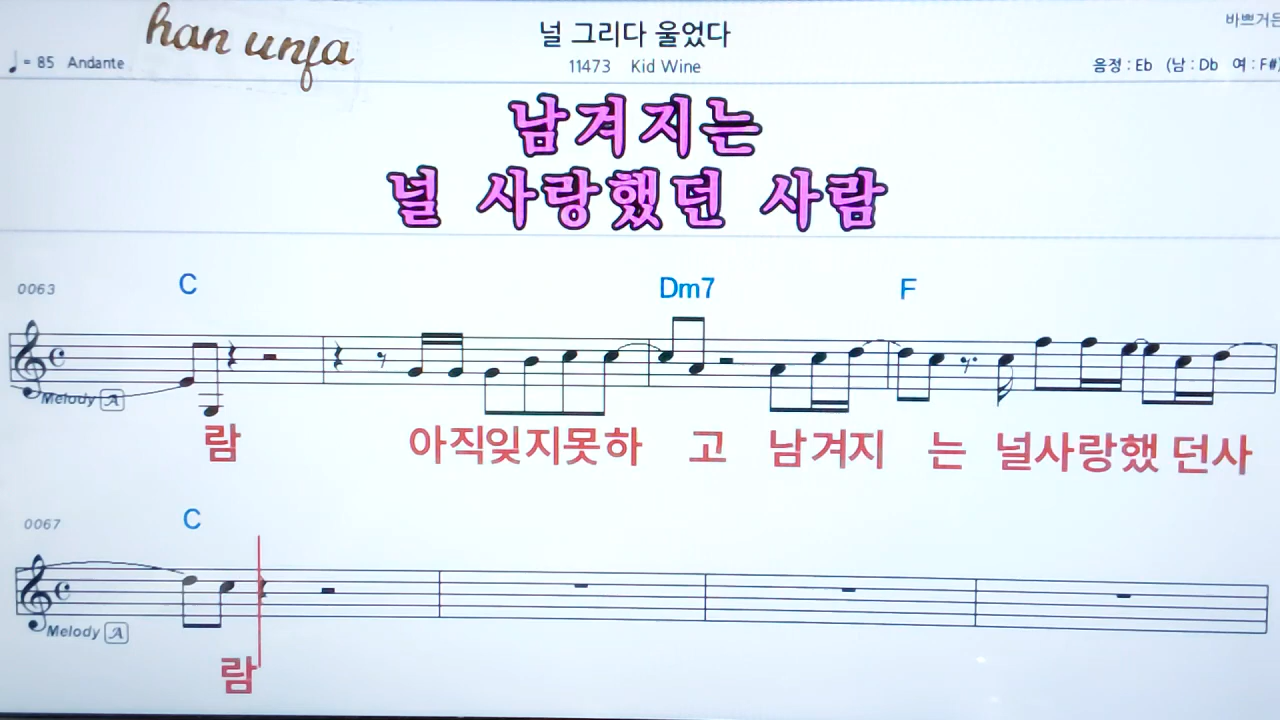 han unfa
널 그리다 울었다
바쁘거든
♩= 85 Andante
11473 Kid Wine
음정 : Eb (남 : Db 여 : F#)
남겨지는
널 사랑했던 사람
0063
C Dm7 F
Melody A
람 아직잊지못하 고 남겨지 는 널사랑했 던사
0067
C
Melody A
람